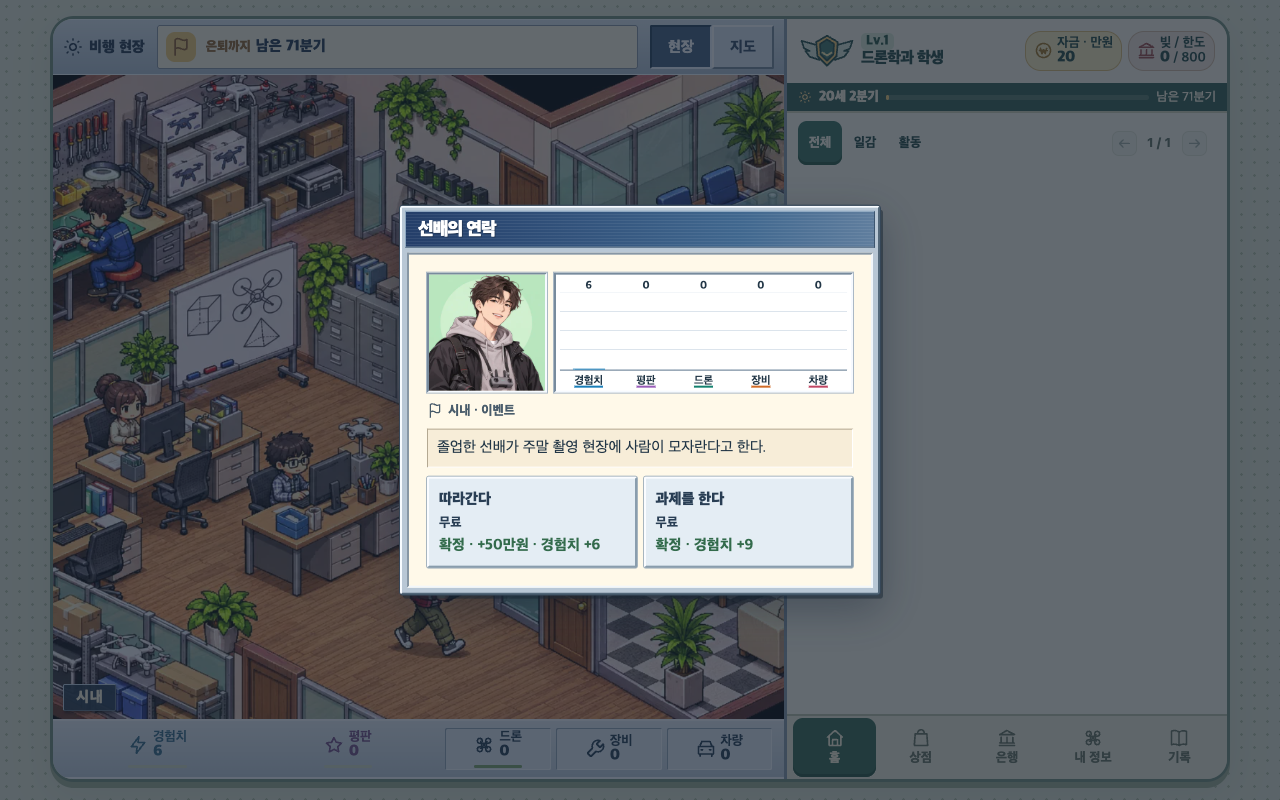 비행 현장
은퇴까지 남은 71분기
현장
지도
Lv.1
드론학과 학생
자금 · 만원
20
빚 / 한도
0 / 800
20세 2분기
남은 71분기
전체
일감
활동
1 / 1
선배의 연락
6
0
0
0
0
경험치
평판
드론
장비
차량
시내 · 이벤트
졸업한 선배가 주말 촬영 현장에 사람이 모자란다고 한다.
따라간다
무료
확정 · +50만원 · 경험치 +6
과제를 한다
무료
확정 · 경험치 +9
시내
경험치
6
평판
0
드론
0
장비
0
차량
0
홈
상점
은행
내 정보
기록